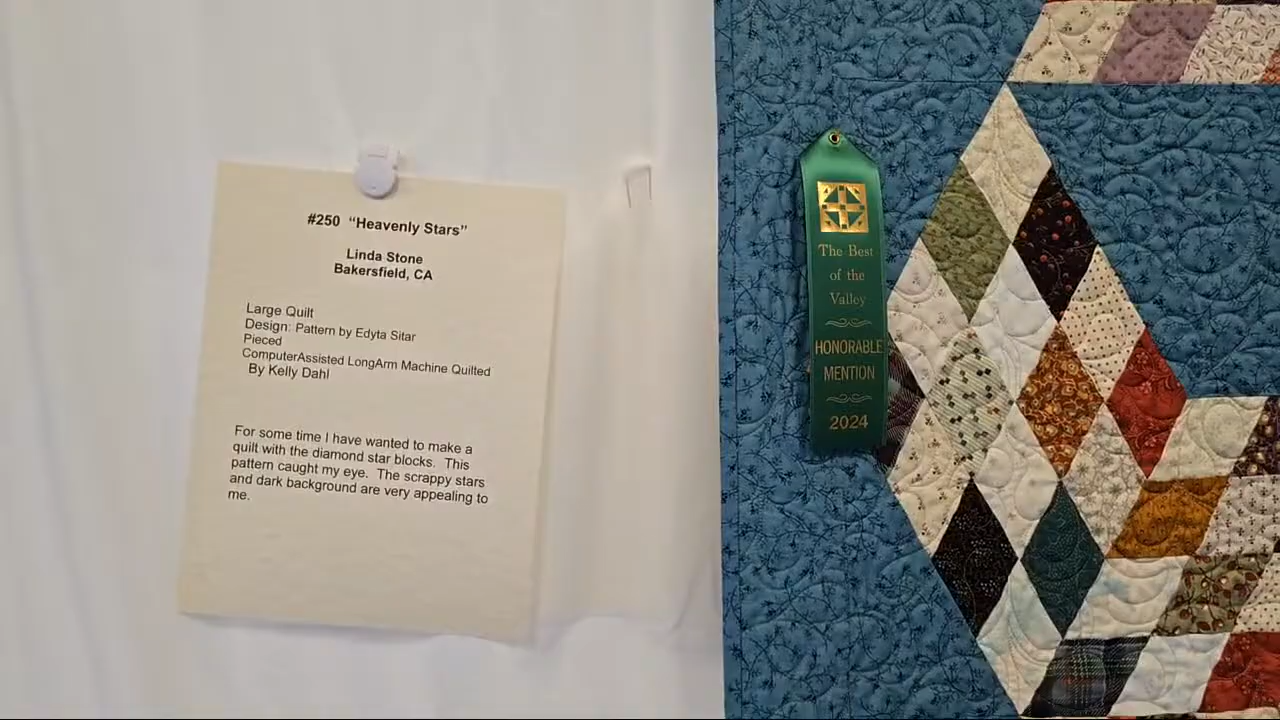 #250 “Heavenly Stars”
Linda Stone
Bakersfield, CA
Large Quilt
Design: Pattern by Edyta Sitar
Pieced
ComputerAssisted LongArm Machine Quilted
By Kelly Dahl
For some time I have wanted to make a
quilt with the diamond star blocks. This
pattern caught my eye. The scrappy stars
and dark background are very appealing to
me.
The Best
of the
Valley
HONORABLE
MENTION
2024